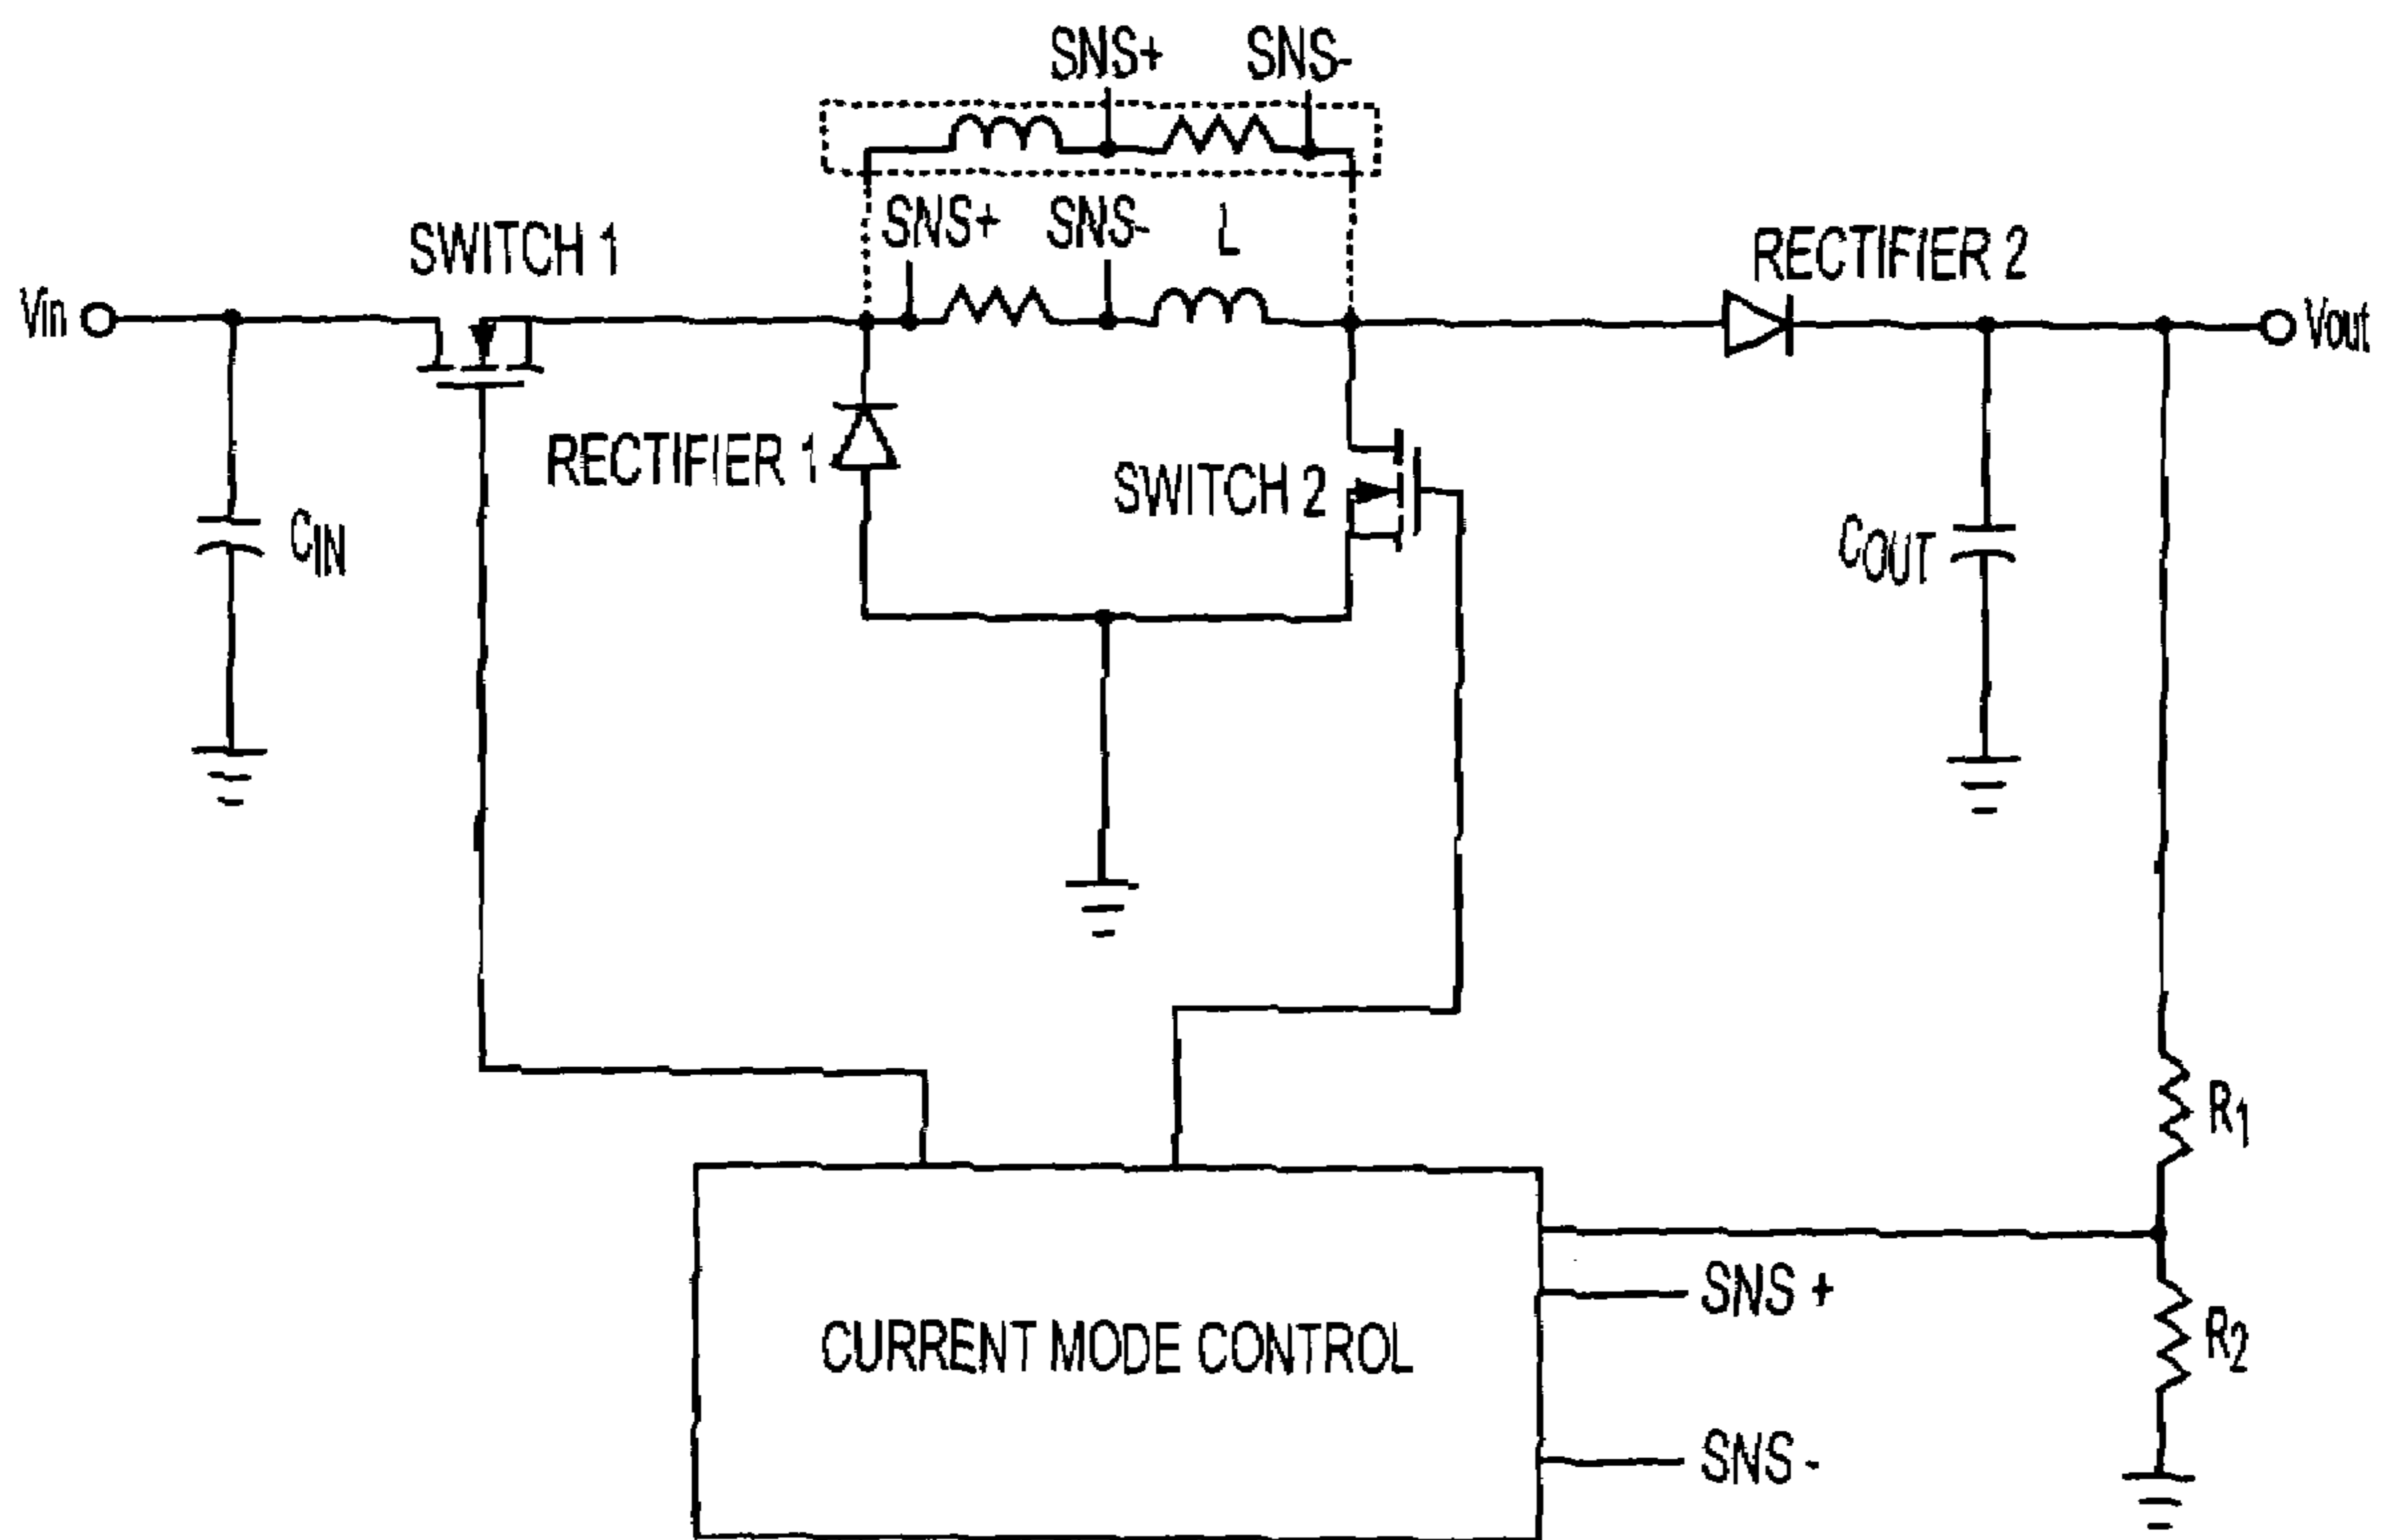 SNS+ SNS-
SNS+ SNS- L
SWITCH 1
RECTIFIER 2
Vin
Vout
RECTIFIER 1
SWITCH 2
CIN
COUT
R1
SNS +
CURRENT MODE CONTROL
R2
SNS -